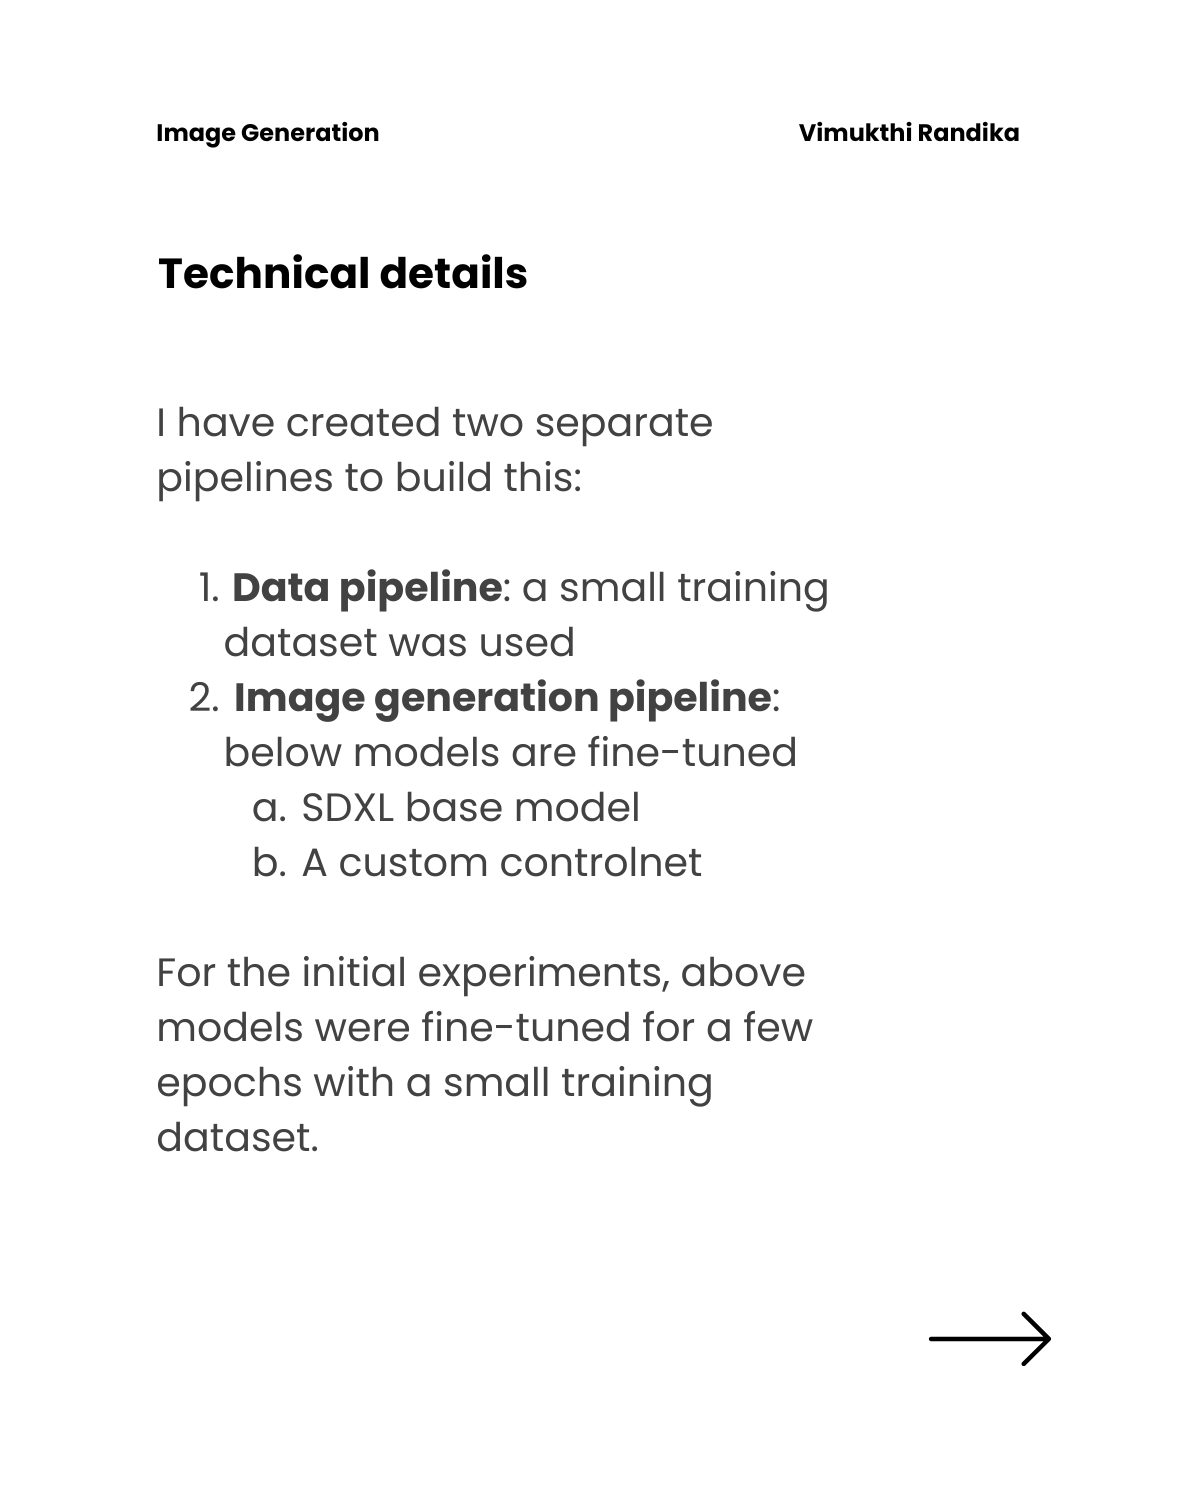 Image Generation
Vimukthi Randika
Technical details
I have created two separate
pipelines to build this:
1. Data pipeline: a small training
dataset was used
2. Image generation pipeline:
below models are fine-tuned
a. SDXL base model
b. A custom controlnet
For the initial experiments, above
models were fine-tuned for a few
epochs with a small training
dataset.